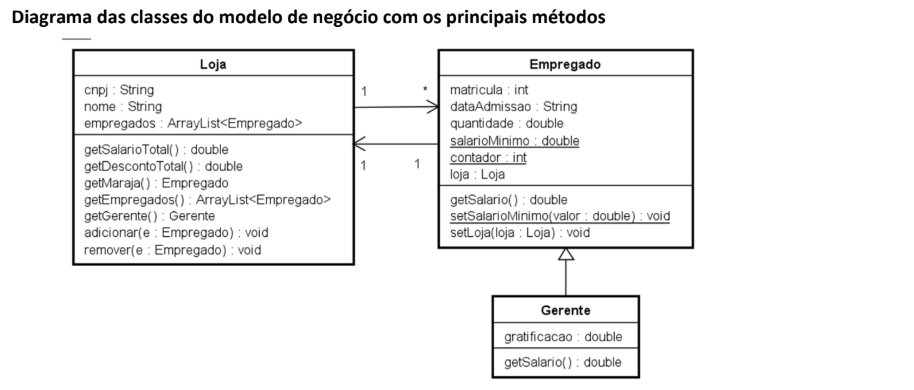 Diagrama das classes do modelo de negócio com os principais métodos
Loja
cnpj : String
nome : String
empregados : ArrayList<Empregado>
getSalarioTotal() : double
getDescontoTotal() : double
getMaraja() : Empregado
getEmpregados() : ArrayList<Empregado>
getGerente() : Gerente
adicionar(e : Empregado) : void
remover(e : Empregado) : void
1
*
1
1
Empregado
matricula : int
dataAdmissao : String
quantidade : double
salarioMinimo : double
contador : int
loja : Loja
getSalario() : double
setSalarioMinimo(valor : double) : void
setLoja(loja : Loja) : void
Gerente
gratificacao : double
getSalario() : double